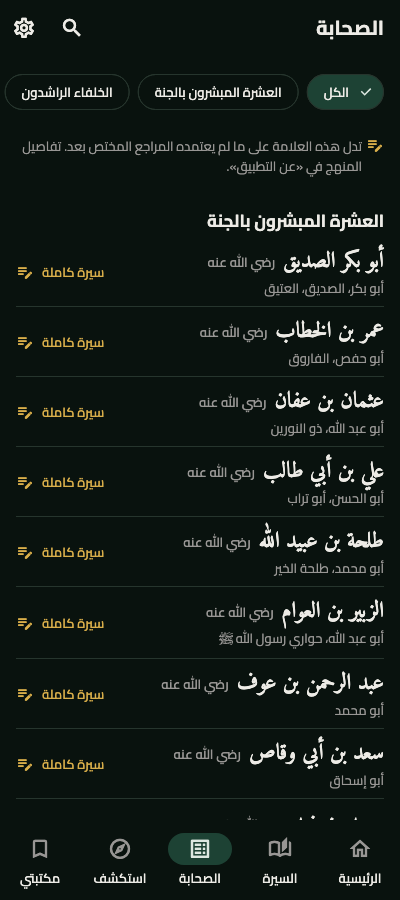 الصحابة
الكل
العشرة المبشرون بالجنة
الخلفاء الراشدون
تدل هذه العلامة على ما لم يعتمده المراجع المختص بعد. تفاصيل
المنهج في «عن التطبيق».
العشرة المبشرون بالجنة
أبو بكر الصديق رضي الله عنه
أبو بكر، الصديق، العتيق
سيرة كاملة
عمر بن الخطاب رضي الله عنه
أبو حفص، الفاروق
سيرة كاملة
عثمان بن عفان رضي الله عنه
أبو عبد الله، ذو النورين
سيرة كاملة
علي بن أبي طالب رضي الله عنه
أبو الحسن، أبو تراب
سيرة كاملة
طلحة بن عبيد الله رضي الله عنه
أبو محمد، طلحة الخير
سيرة كاملة
الزبير بن العوام رضي الله عنه
أبو عبد الله، حواري رسول الله ﷺ
سيرة كاملة
عبد الرحمن بن عوف رضي الله عنه
أبو محمد
سيرة كاملة
سعد بن أبي وقاص رضي الله عنه
أبو إسحاق
سيرة كاملة
الرئيسية
السيرة
الصحابة
استكشف
مكتبتي